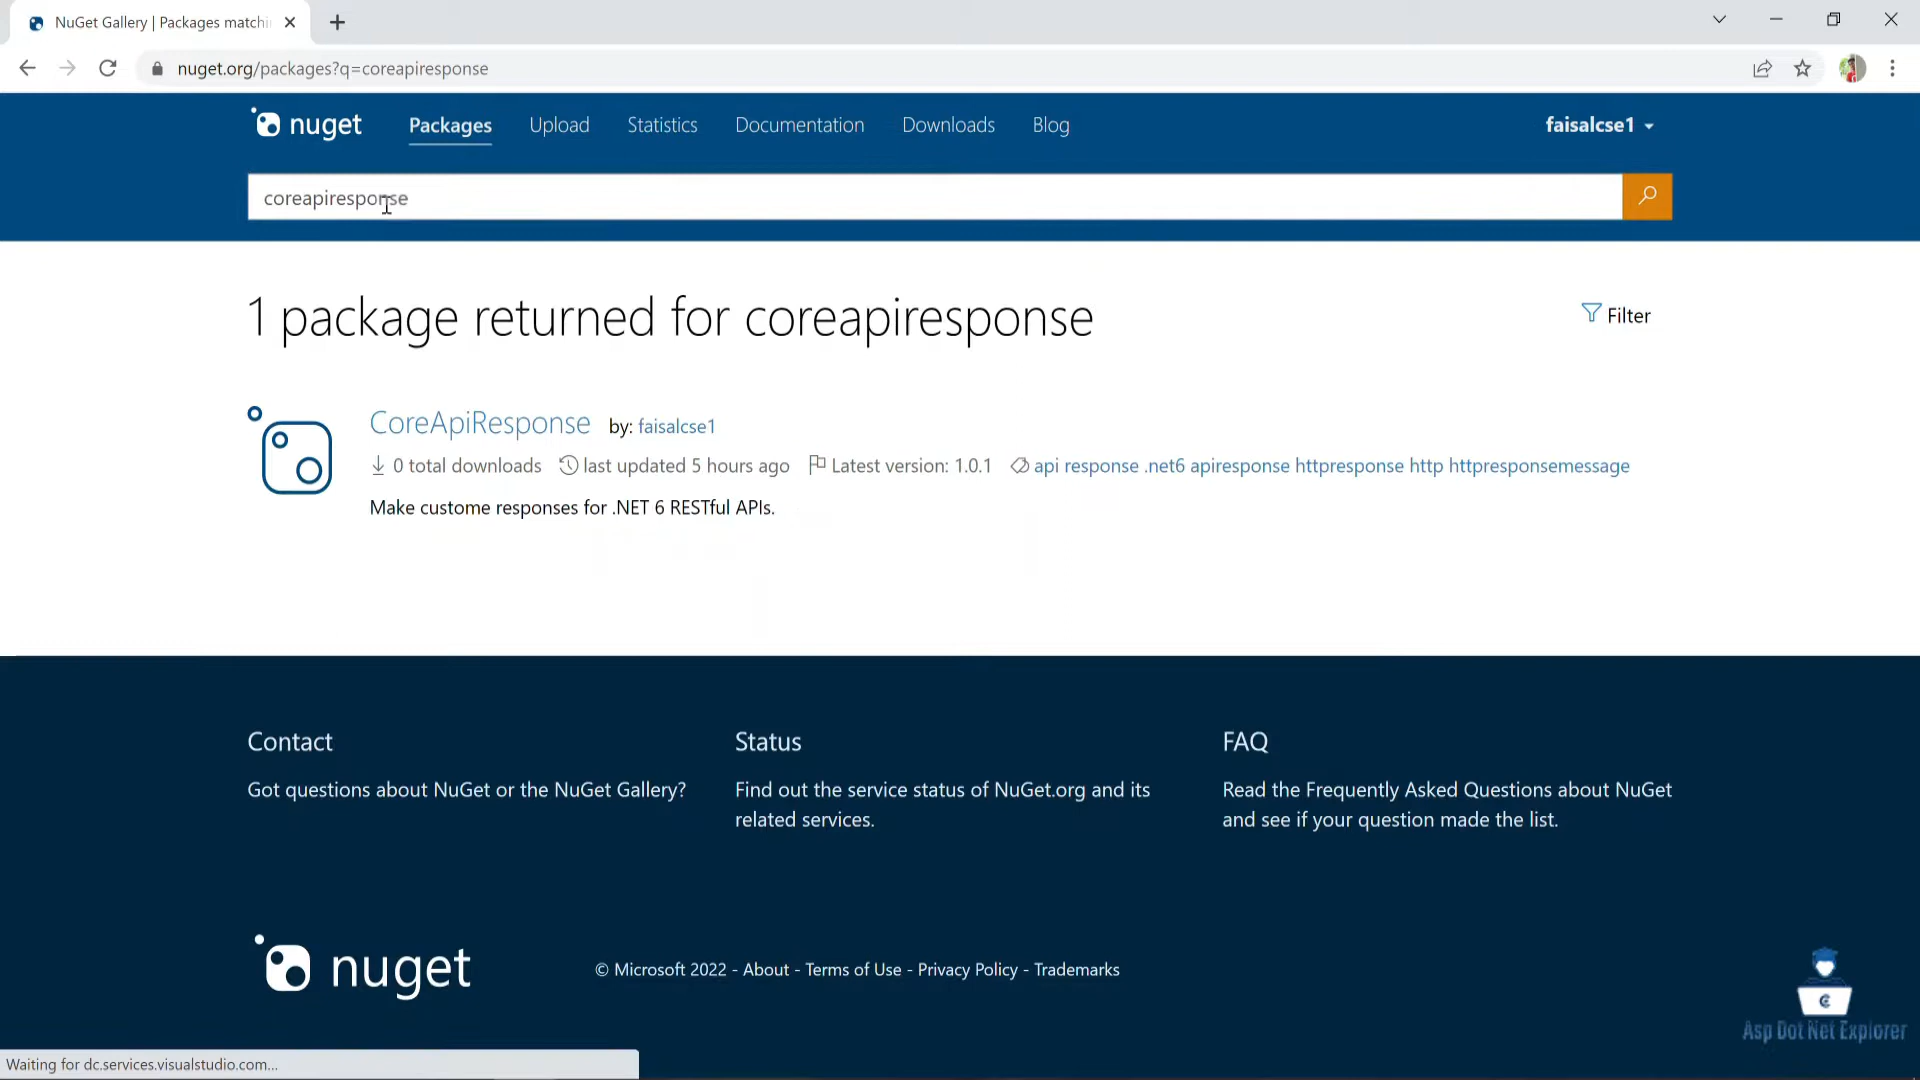 NuGet Gallery | Packages matchi
nuget.org/packages?q=coreapiresponse
nuget
Packages
Upload
Statistics
Documentation
Downloads
Blog
faisalcse1
coreapiresponse
1 package returned for coreapiresponse
Filter
CoreApiResponse by: faisalcse1
0 total downloads last updated 5 hours ago Latest version: 1.0.1 api response .net6 apiresponse httpresponse http httpresponsemessage
Make custome responses for .NET 6 RESTful APIs.
Contact
Got questions about NuGet or the NuGet Gallery?
Status
Find out the service status of NuGet.org and its
related services.
FAQ
Read the Frequently Asked Questions about NuGet
and see if your question made the list.
nuget
© Microsoft 2022 - About - Terms of Use - Privacy Policy - Trademarks
Asp Dot Net Explorer
Waiting for dc.services.visualstudio.com...